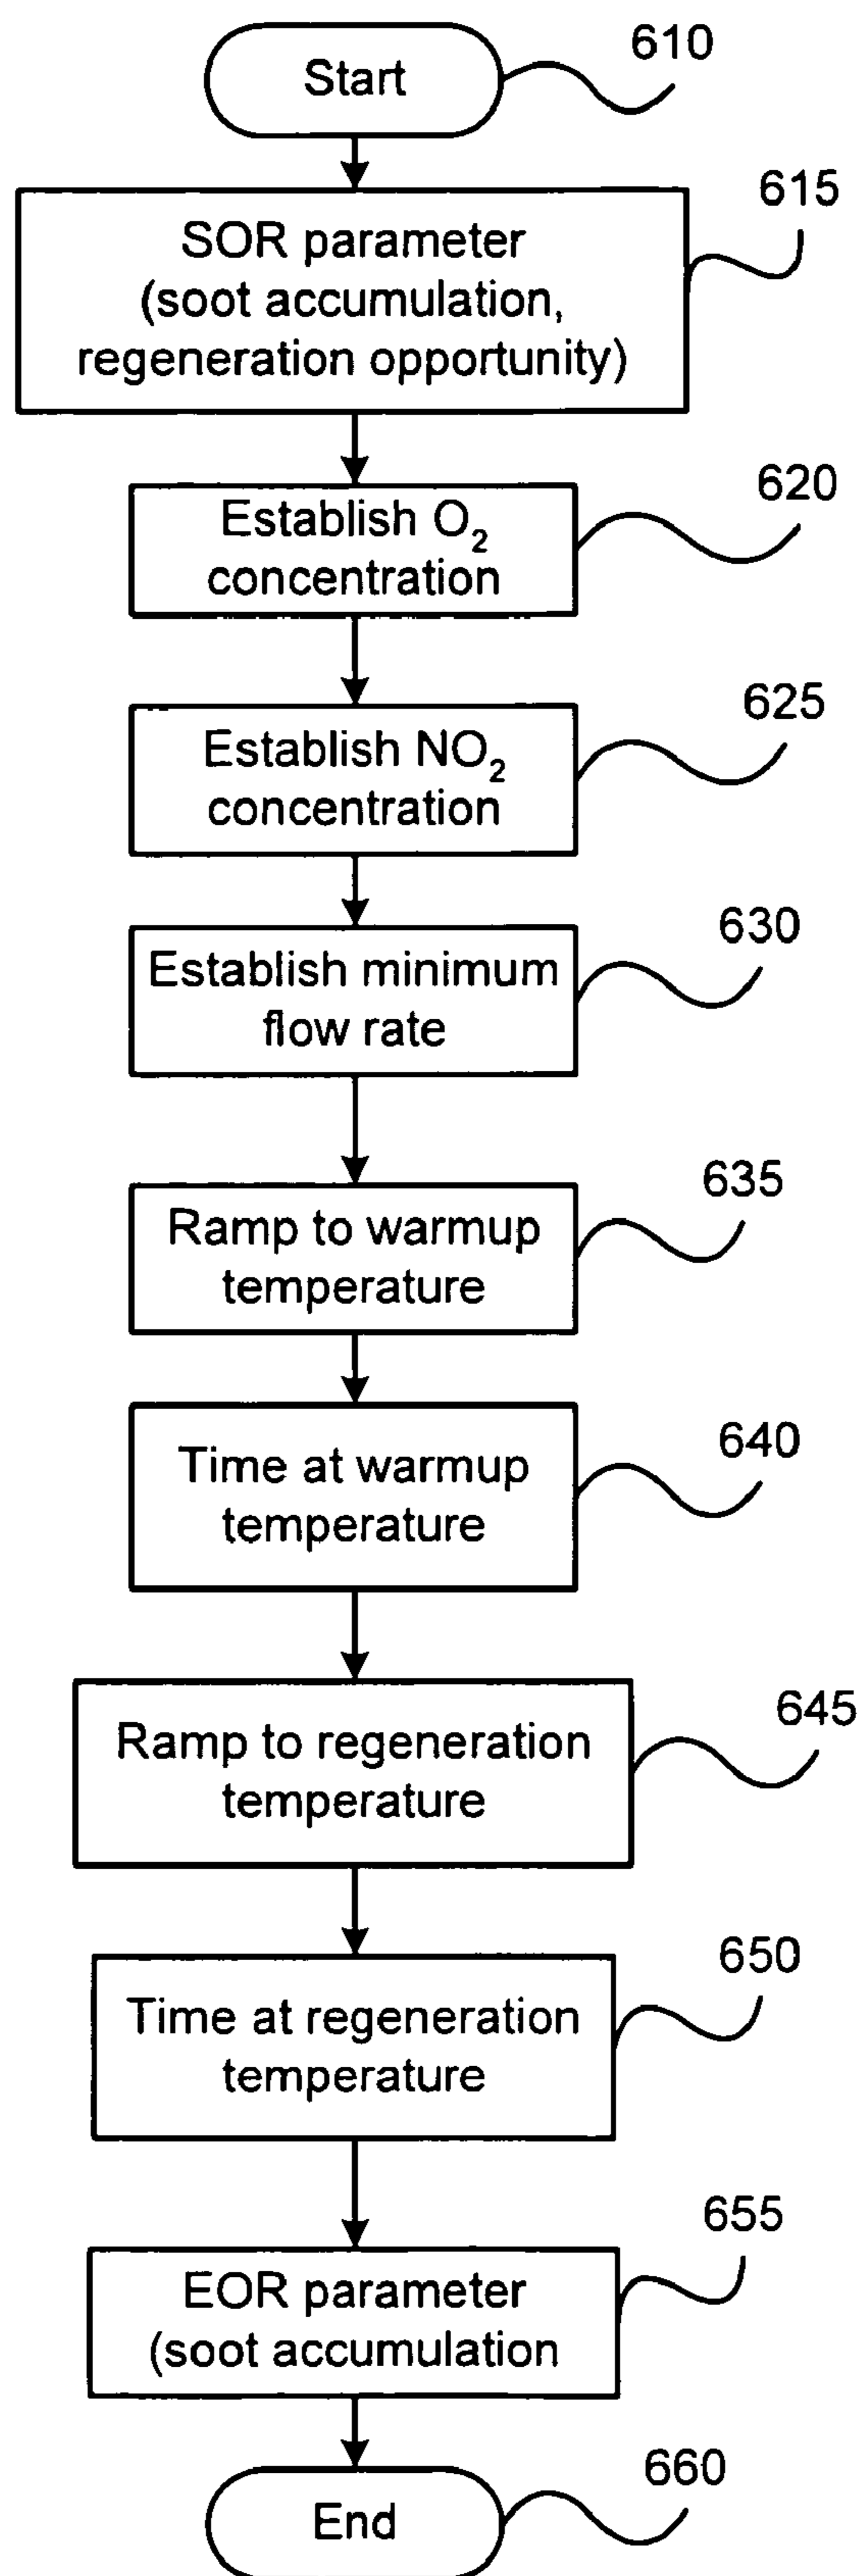 Start
610
SOR parameter
(soot accumulation,
regeneration opportunity)
615
Establish O₂
concentration
620
Establish NO₂
concentration
625
Establish minimum
flow rate
630
Ramp to warmup
temperature
635
Time at warmup
temperature
640
Ramp to regeneration
temperature
645
Time at regeneration
temperature
650
EOR parameter
(soot accumulation
655
End
660